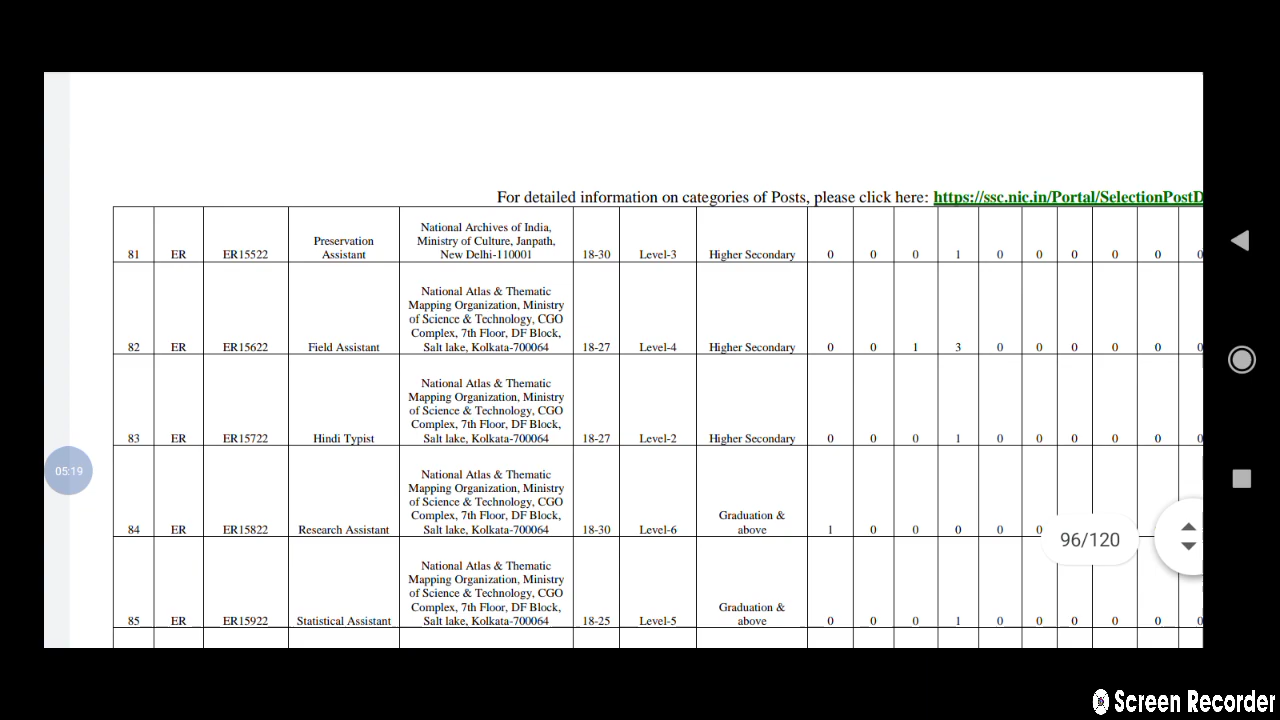 For detailed information on categories of Posts, please click here: https://ssc.nic.in/Portal/SelectionPostD
National Archives of India,
Preservation Ministry of Culture, Janpath,
81 ER ER15522 Assistant New Delhi-110001 18-30 Level-3 Higher Secondary 0 0 0 1 0 0 0 0 0 0
National Atlas & Thematic
Mapping Organization, Ministry
of Science & Technology, CGO
Complex, 7th Floor, DF Block,
82 ER ER15622 Field Assistant Salt lake, Kolkata-700064 18-27 Level-4 Higher Secondary 0 0 1 3 0 0 0 0 0 0
National Atlas & Thematic
Mapping Organization, Ministry
of Science & Technology, CGO
Complex, 7th Floor, DF Block,
83 ER ER15722 Hindi Typist Salt lake, Kolkata-700064 18-27 Level-2 Higher Secondary 0 0 0 1 0 0 0 0 0 0
05:19
National Atlas & Thematic
Mapping Organization, Ministry
of Science & Technology, CGO
Complex, 7th Floor, DF Block, Graduation &
84 ER ER15822 Research Assistant Salt lake, Kolkata-700064 18-30 Level-6 above 1 0 0 0 0 0
96/120
National Atlas & Thematic
Mapping Organization, Ministry
of Science & Technology, CGO
Complex, 7th Floor, DF Block, Graduation &
85 ER ER15922 Statistical Assistant Salt lake, Kolkata-700064 18-25 Level-5 above 0 0 0 1 0 0 0 0 0 0
Screen Recorder